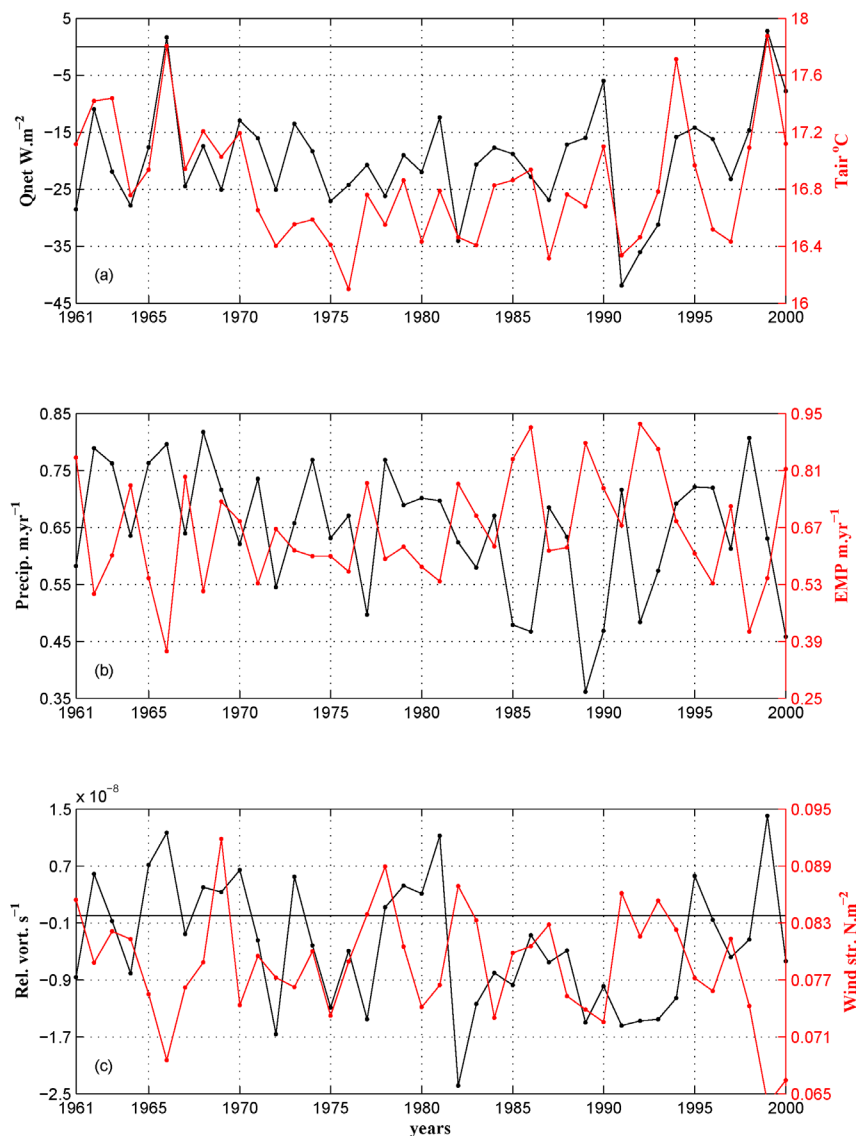 5 18
−5 17.6
−15 17.2
−25 16.8
−35 16.4
−45 16
Qnet W.m−2
Tair °C
(a)
1961 1965 1970 1975 1980 1985 1990 1995 2000
0.85 0.95
0.75 0.81
0.65 0.67
0.55 0.53
0.45 0.39
0.35 0.25
Precip. m.yr−1
EMP m.yr−1
(b)
1961 1965 1970 1975 1980 1985 1990 1995 2000
x 10−8
1.5 0.095
0.7 0.089
−0.1 0.083
−0.9 0.077
−1.7 0.071
−2.5 0.065
Rel. vort. s−1
Wind str. N.m−2
(c)
1961 1965 1970 1975 1980 1985 1990 1995 2000
years